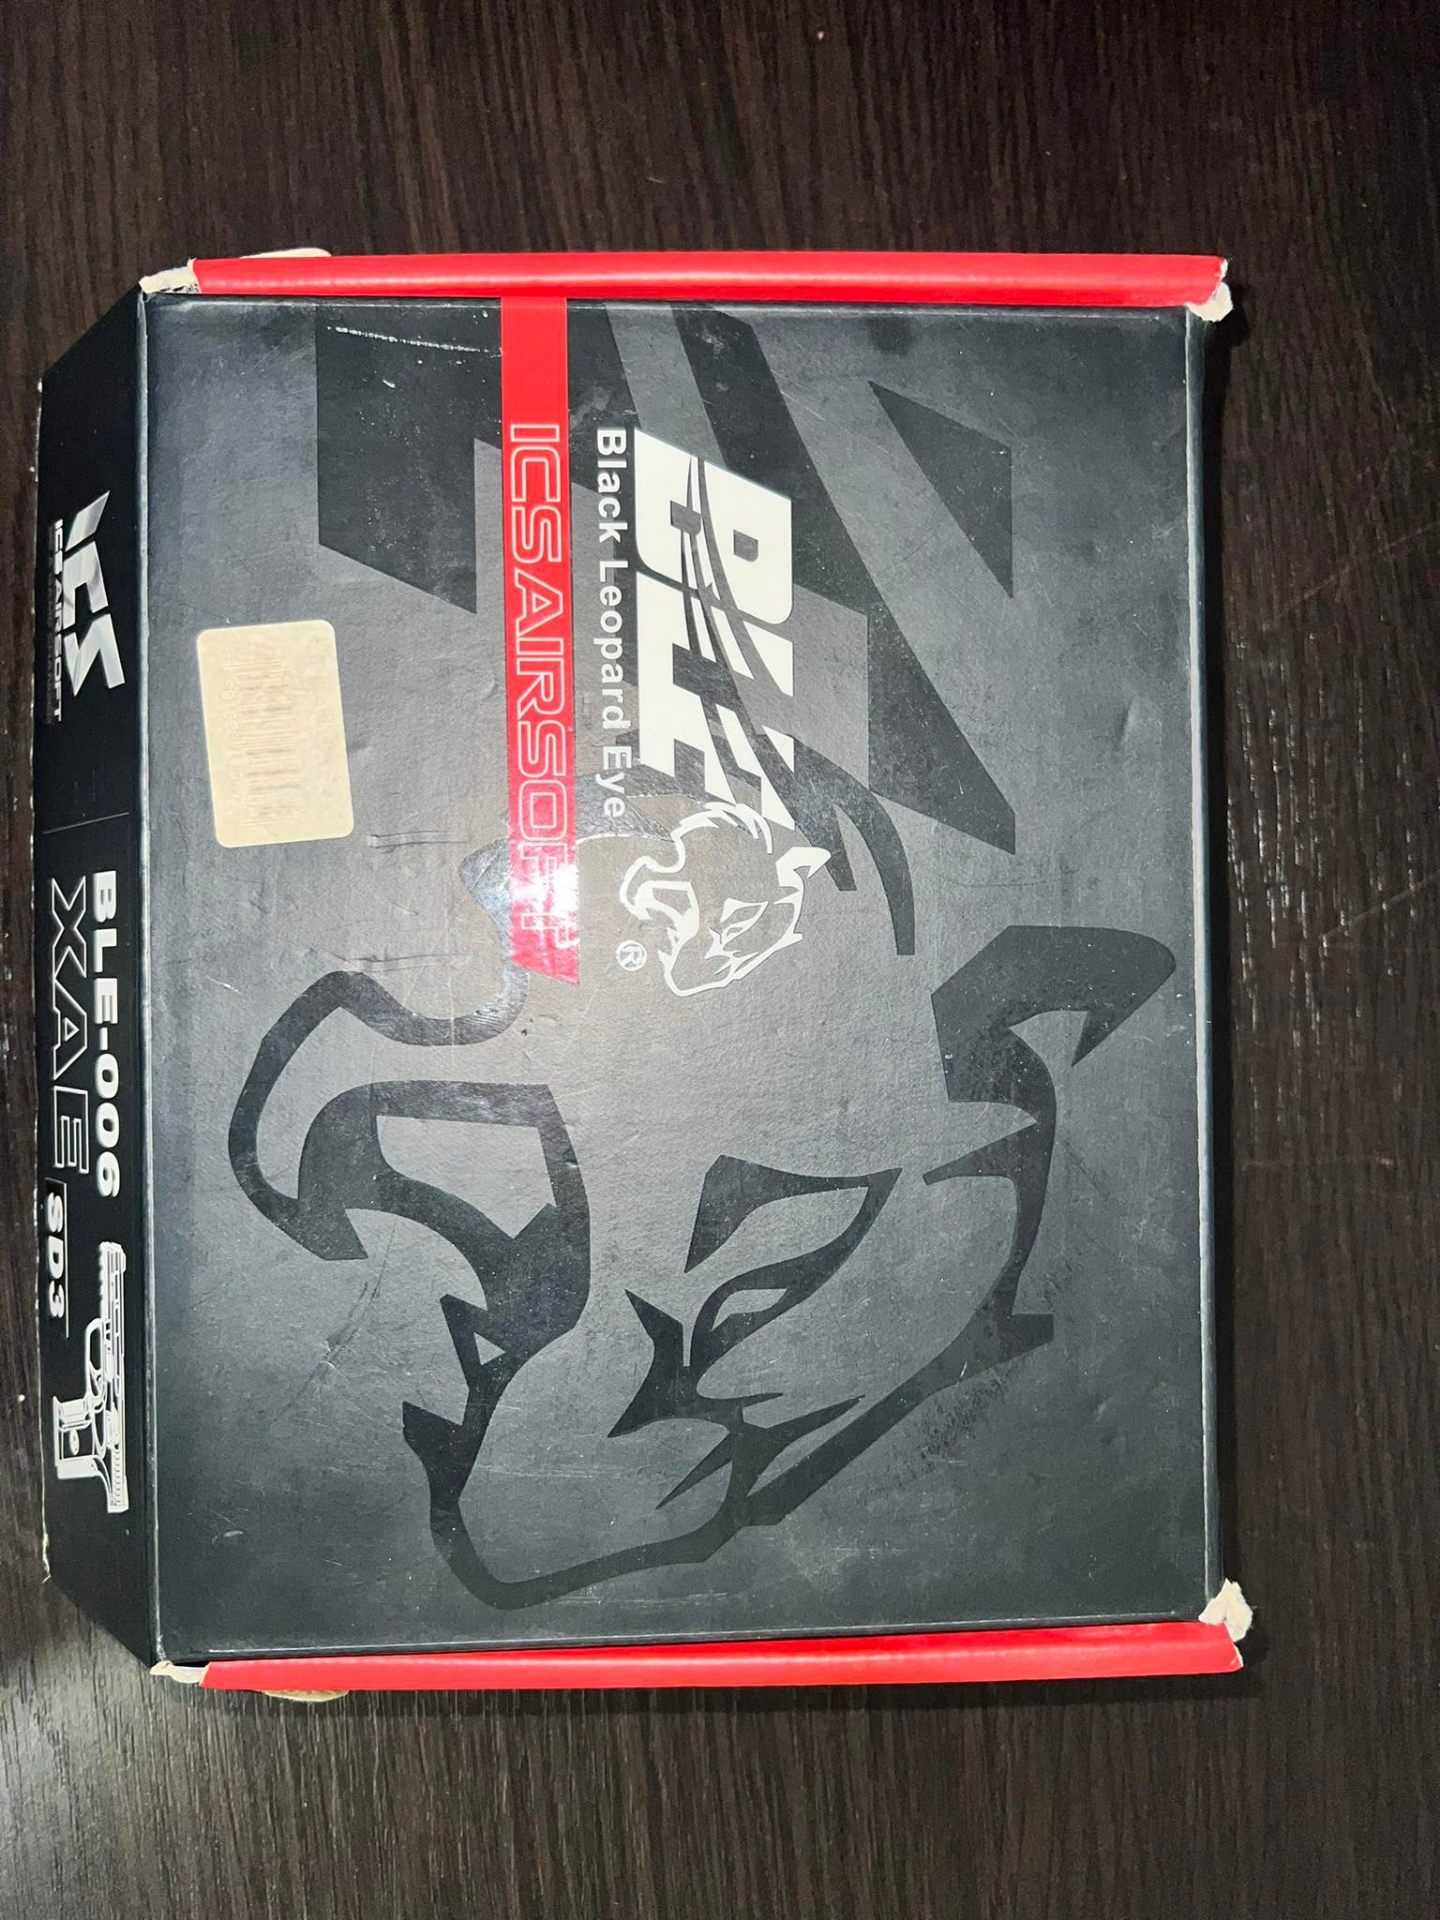 BLE
Black Leopard Eye
®
ICSAIRSOFT
ICS
ICS AIRSOFT
BLE-006
XAE SD3